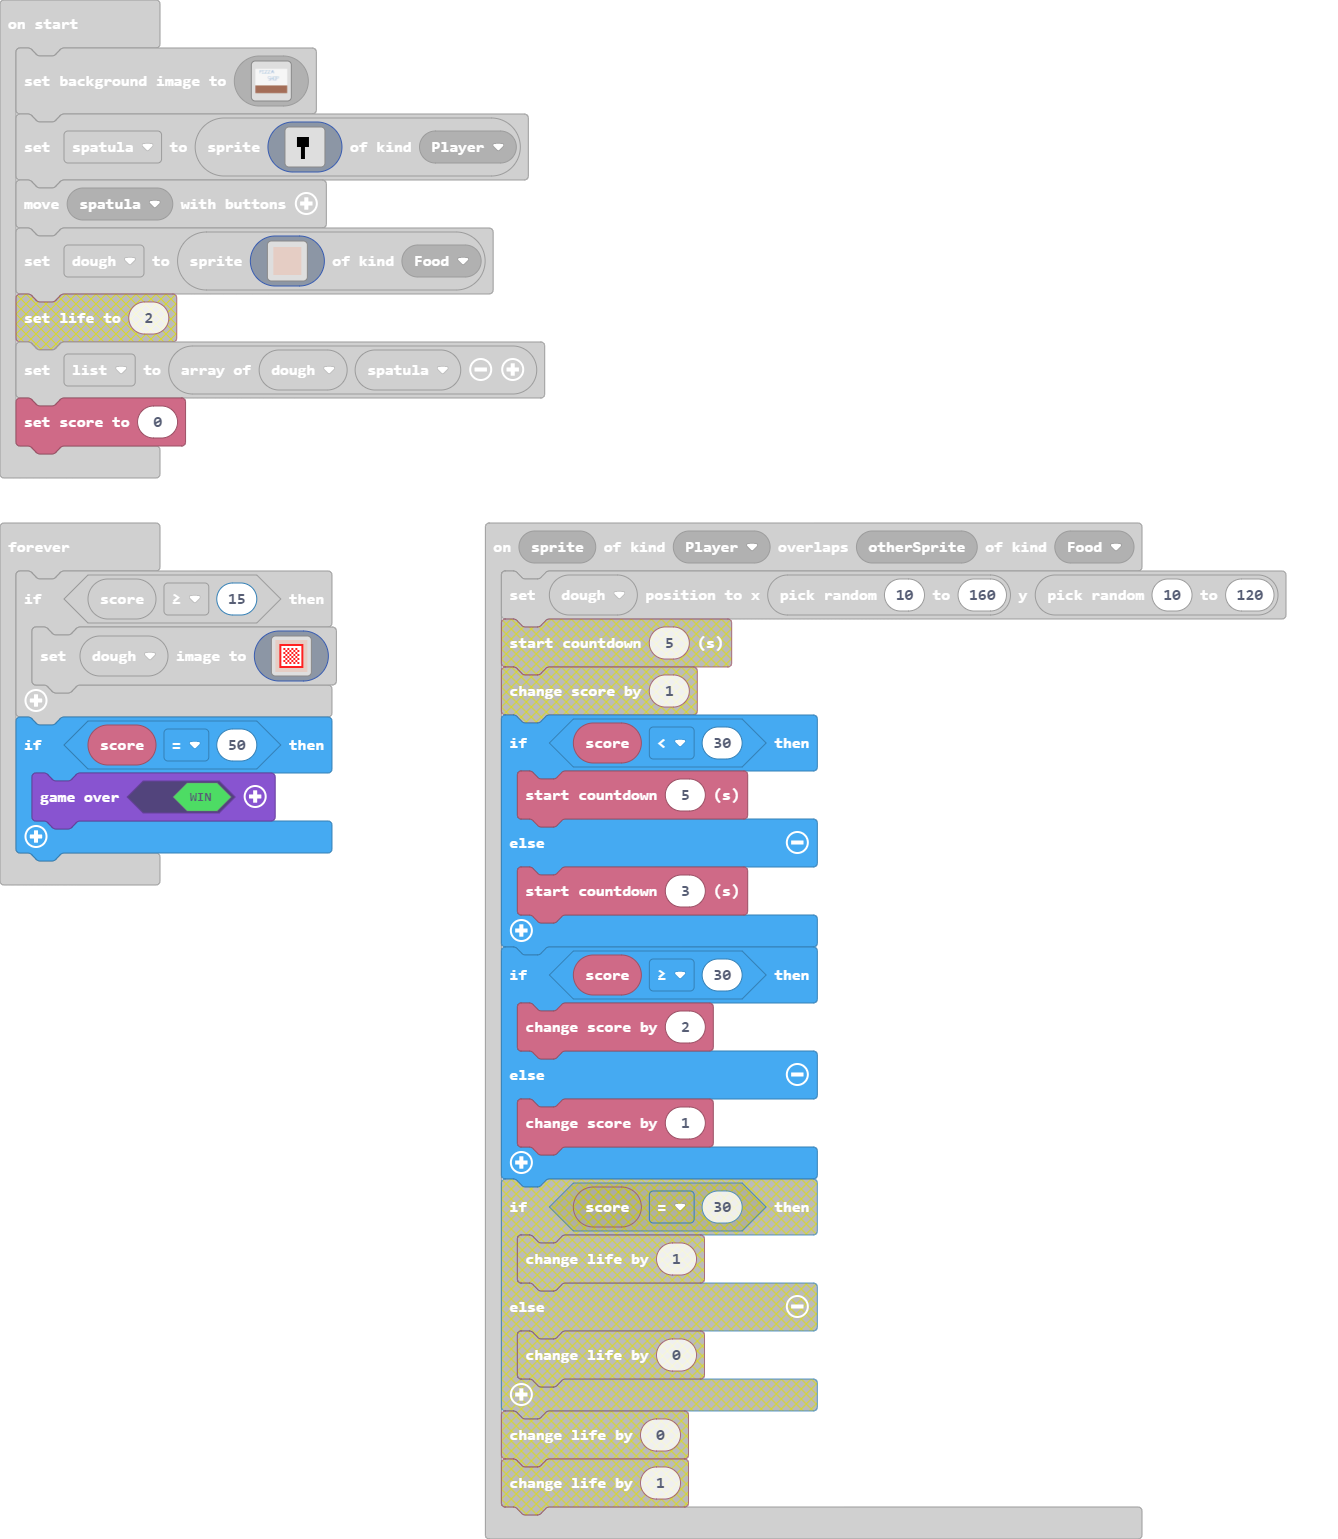 on start
set background image to
set spatula to sprite of kind Player
move spatula with buttons
set dough to sprite of kind Food
set life to 2
set list to array of dough spatula
set score to 0
forever
if score ≥ 15 then
set dough image to
if score = 50 then
game over WIN
on sprite of kind Player overlaps otherSprite of kind Food
set dough position to x pick random 10 to 160 y pick random 10 to 120
start countdown 5 (s)
change score by 1
if score < 30 then
start countdown 5 (s)
else
start countdown 3 (s)
if score ≥ 30 then
change score by 2
else
change score by 1
if score = 30 then
change life by 1
else
change life by 0
change life by 0
change life by 1